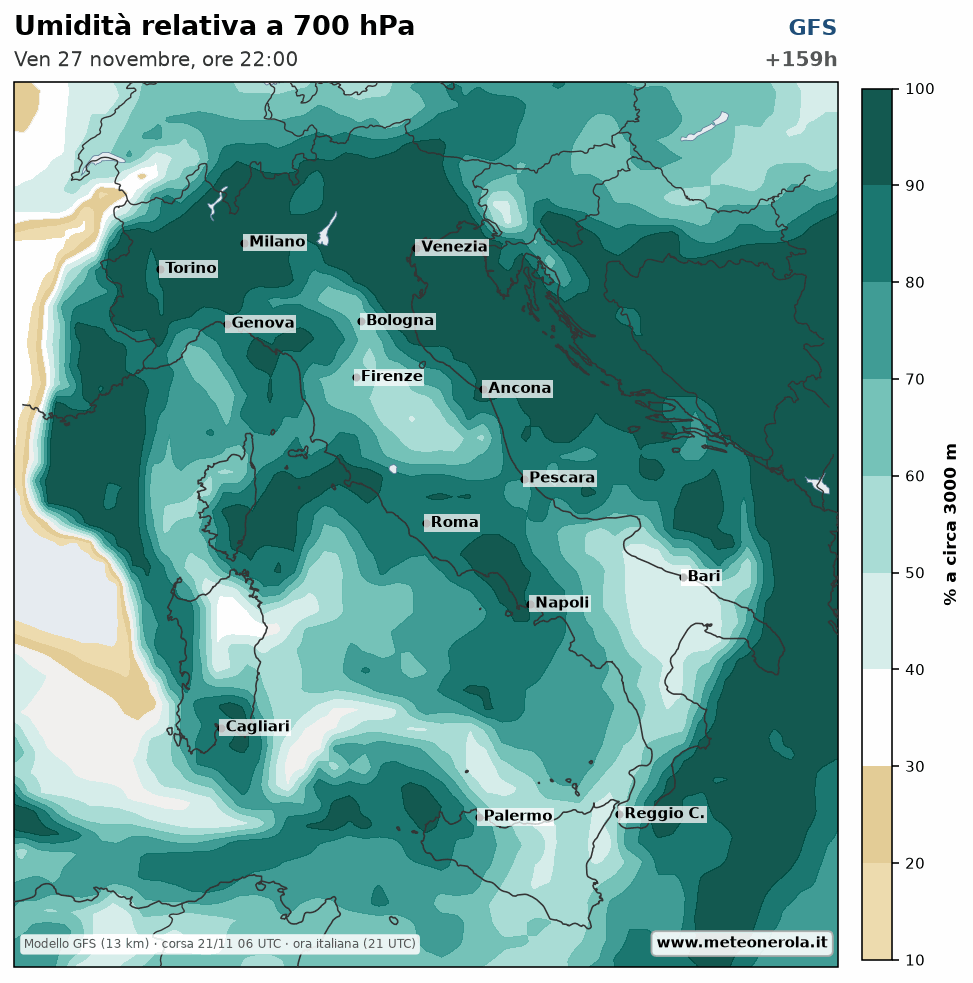 Umidità relativa a 700 hPa
GFS
Ven 27 novembre, ore 22:00
+159h
100
90
80
70
60
50
40
30
20
10
% a circa 3000 m
Milano
Venezia
Torino
Genova
Bologna
Firenze
Ancona
Pescara
Roma
Bari
Napoli
Cagliari
Palermo
Reggio C.
Modello GFS (13 km) · corsa 21/11 06 UTC · ora italiana (21 UTC)
www.meteonerola.it